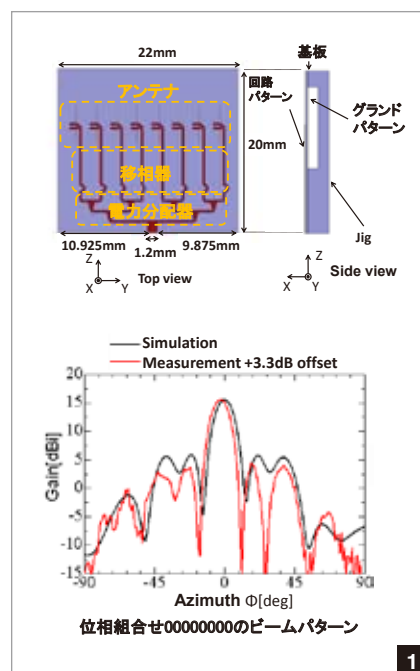 22mm
基板
アンテナ
回路
パターン
グランド
パターン
20mm
移相器
電力分配器
Jig
10.925mm
9.875mm
1.2mm
Z
X
Y
Top view
Z
X
Y
Side view
Simulation
Measurement +3.3dB offset
20
15
10
5
0
-5
-10
-15
Gain[dBi]
-90
-45
0
45
90
Azimuth Φ[deg]
位相組合せ00000000のビームパターン
1